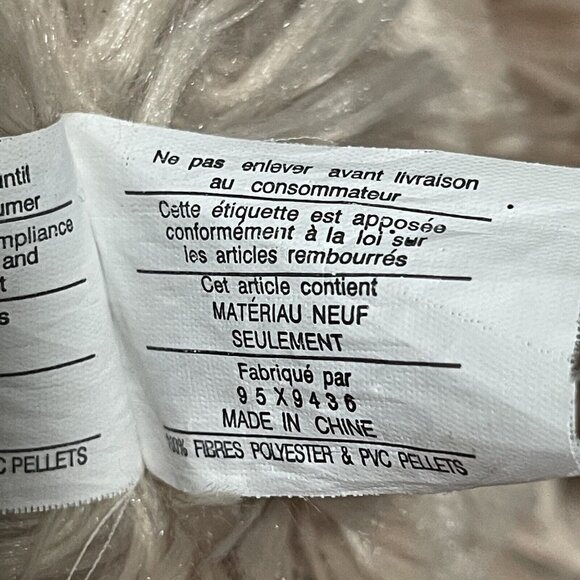 until
umer
mpliance
and
t
s
C PELLETS
Ne pas enlever avant livraison
au consommateur
Cette étiquette est apposée
conformément à la loi sur
les articles rembourrés
Cet article contient
MATÉRIAU NEUF
SEULEMENT
Fabriqué par
95X9436
MADE IN CHINE
100% FIBRES POLYESTER & PVC PELLETS